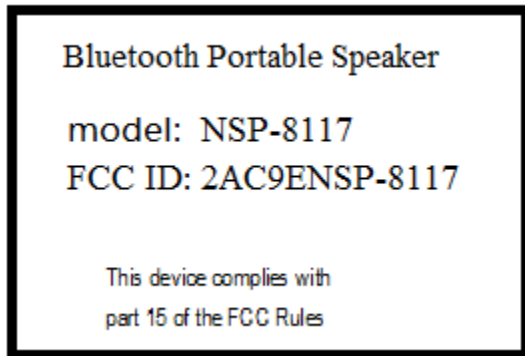 Bluetooth Portable Speaker
model: NSP-8117
FCC ID: 2AC9ENSP-8117
This device complies with
part 15 of the FCC Rules